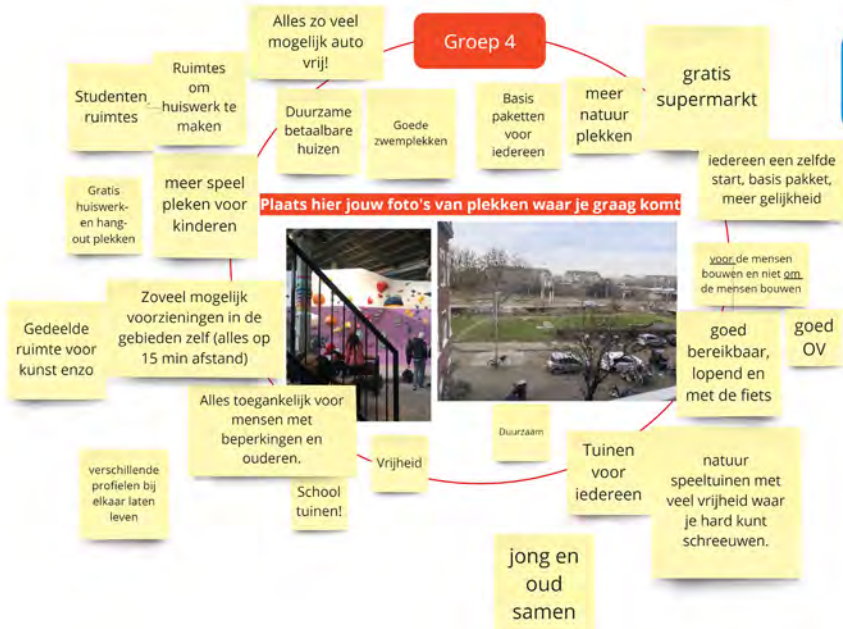 Groep 4
Alles zo veel
mogelijk auto
vrij!
Ruimtes
om
huiswerk te
maken
Studenten
ruimtes
Duurzame
betaalbare
huizen
Goede
zwemplekken
Basis
paketten
voor
iedereen
meer
natuur
plekken
gratis
supermarkt
iedereen een zelfde
start, basis pakket,
meer gelijkheid
Gratis
huiswerk-
en hang-
out plekken
meer speel
pleken voor
kinderen
Plaats hier jouw foto's van plekken waar je graag komt
voor de mensen
bouwen en niet om
de mensen bouwen
Gedeelde
ruimte voor
kunst enzo
Zoveel mogelijk
voorzieningen in de
gebieden zelf (alles op
15 min afstand)
goed
bereikbaar,
lopend en
met de fiets
goed
OV
Alles toegankelijk voor
mensen met
beperkingen en
ouderen.
Vrijheid
Duurzaam
Tuinen
voor
iedereen
natuur
speeltuinen met
veel vrijheid waar
je hard kunt
schreeuwen.
verschillende
profielen bij
elkaar laten
leven
School
tuinen!
jong en
oud
samen